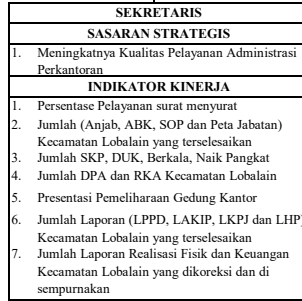 SEKRETARIS
SASARAN STRATEGIS
1. Meningkatnya Kualitas Pelayanan Administrasi
Perkantoran
INDIKATOR KINERJA
1. Persentase Pelayanan surat menyurat
2. Jumlah (Anjab, ABK, SOP dan Peta Jabatan)
Kecamatan Lobalain yang terselesaikan
3. Jumlah SKP, DUK, Berkala, Naik Pangkat
4. Jumlah DPA dan RKA Kecamatan Lobalain
5. Presentasi Pemeliharaan Gedung Kantor
6. Jumlah Laporan (LPPD, LAKIP, LKPJ dan LHP)
Kecamatan Lobalain yang terselesaikan
7. Jumlah Laporan Realisasi Fisik dan Keuangan
Kecamatan Lobalain yang dikoreksi dan di
sempurnakan